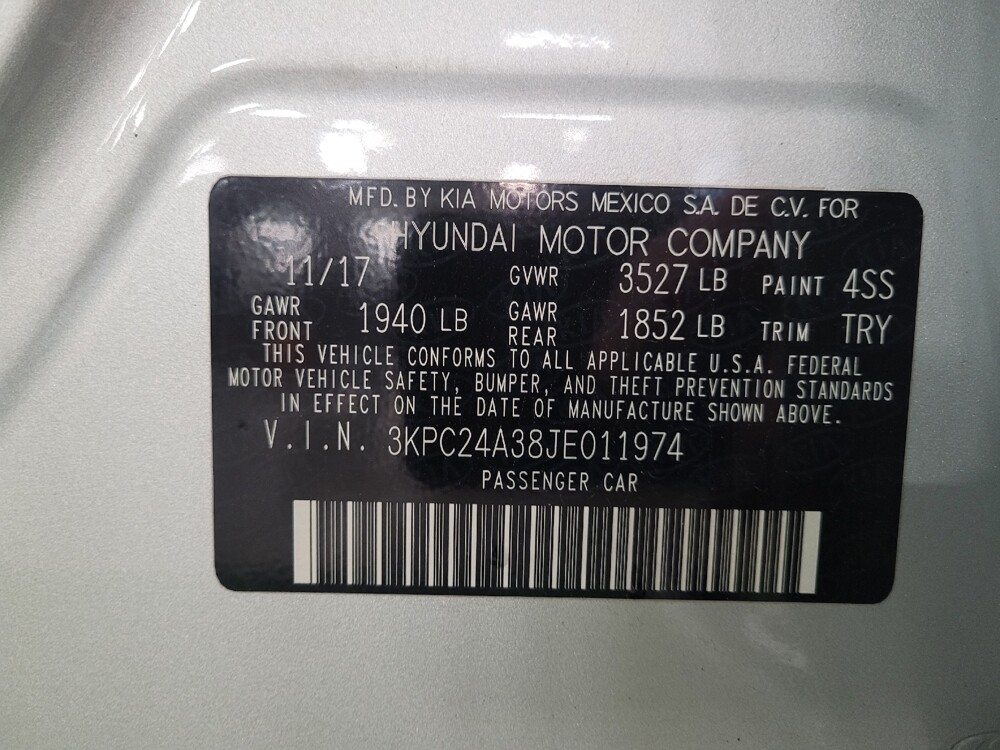 MFD. BY KIA MOTORS MEXICO S.A. DE C.V. FOR
HYUNDAI MOTOR COMPANY
11/17 GVWR 3527 LB PAINT 4SS
GAWR FRONT 1940 LB GAWR REAR 1852 LB TRIM TRY
THIS VEHICLE CONFORMS TO ALL APPLICABLE U.S.A. FEDERAL
MOTOR VEHICLE SAFETY, BUMPER, AND THEFT PREVENTION STANDARDS
IN EFFECT ON THE DATE OF MANUFACTURE SHOWN ABOVE.
V.I.N. 3KPC24A38JE011974
PASSENGER CAR